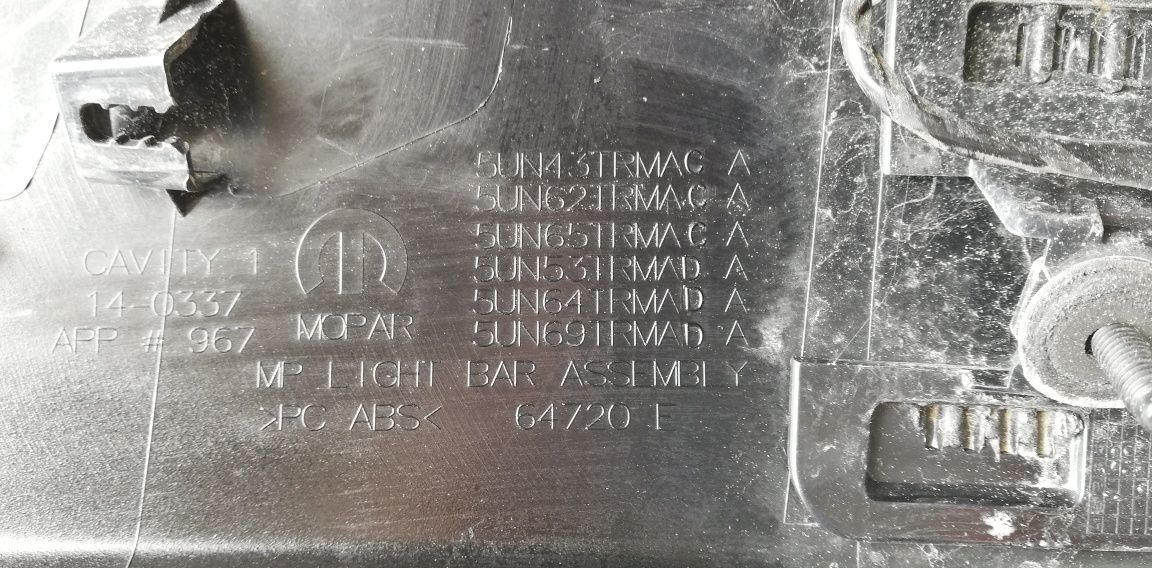 5UN43TRMAC A
5UN62TRMAC A
5UN65TRMAC A
5UN53TRMAD A
5UN64TRMAD A
5UN69TRMAD A
CAVITY 1
14-0337
APP # 967
MOPAR
MP LIGHT BAR ASSEMBLY
>PC ABS< 64720 E